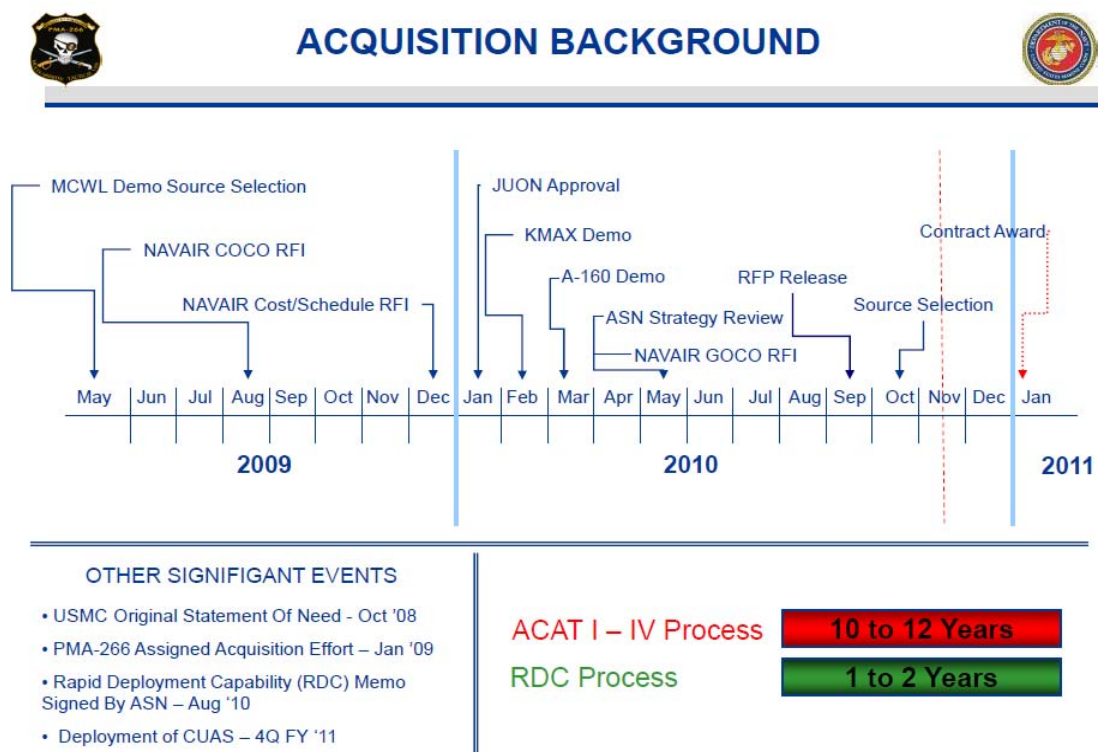 PMA-266
ACQUISITION BACKGROUND
MCWL Demo Source Selection
NAVAIR COCO RFI
NAVAIR Cost/Schedule RFI
JUON Approval
KMAX Demo
A-160 Demo
ASN Strategy Review
NAVAIR GOCO RFI
RFP Release
Source Selection
Contract Award
May Jun Jul Aug Sep Oct Nov Dec Jan Feb Mar Apr May Jun Jul Aug Sep Oct Nov Dec Jan
2009 2010 2011
OTHER SIGNIFIGANT EVENTS
• USMC Original Statement Of Need - Oct '08
• PMA-266 Assigned Acquisition Effort – Jan '09
• Rapid Deployment Capability (RDC) Memo
Signed By ASN – Aug '10
• Deployment of CUAS – 4Q FY '11
ACAT I – IV Process 10 to 12 Years
RDC Process 1 to 2 Years